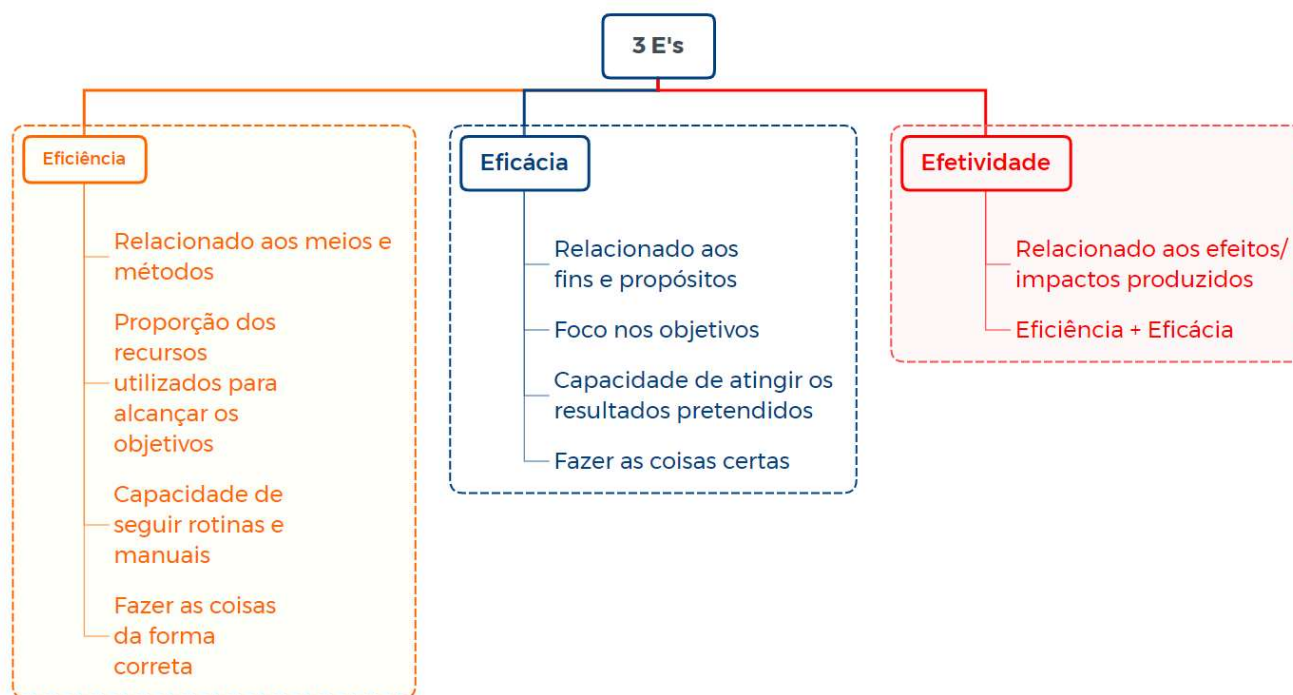 3 E's
Eficiência
Relacionado aos meios e
métodos
Proporção dos
recursos
utilizados para
alcançar os
objetivos
Capacidade de
seguir rotinas e
manuais
Fazer as coisas
da forma
correta
Eficácia
Relacionado aos
fins e propósitos
Foco nos objetivos
Capacidade de atingir os
resultados pretendidos
Fazer as coisas certas
Efetividade
Relacionado aos efeitos/
impactos produzidos
Eficiência + Eficácia